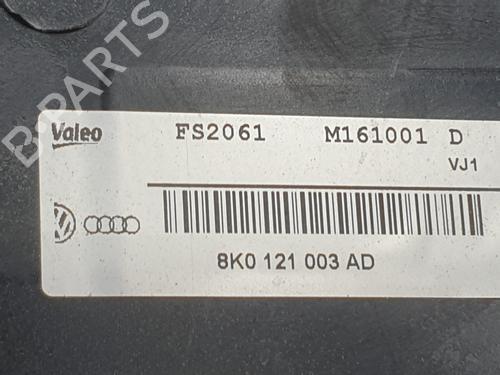 B-PARTS
Valeo FS2061 M161001 D
VJ1
8K0 121 003 AD